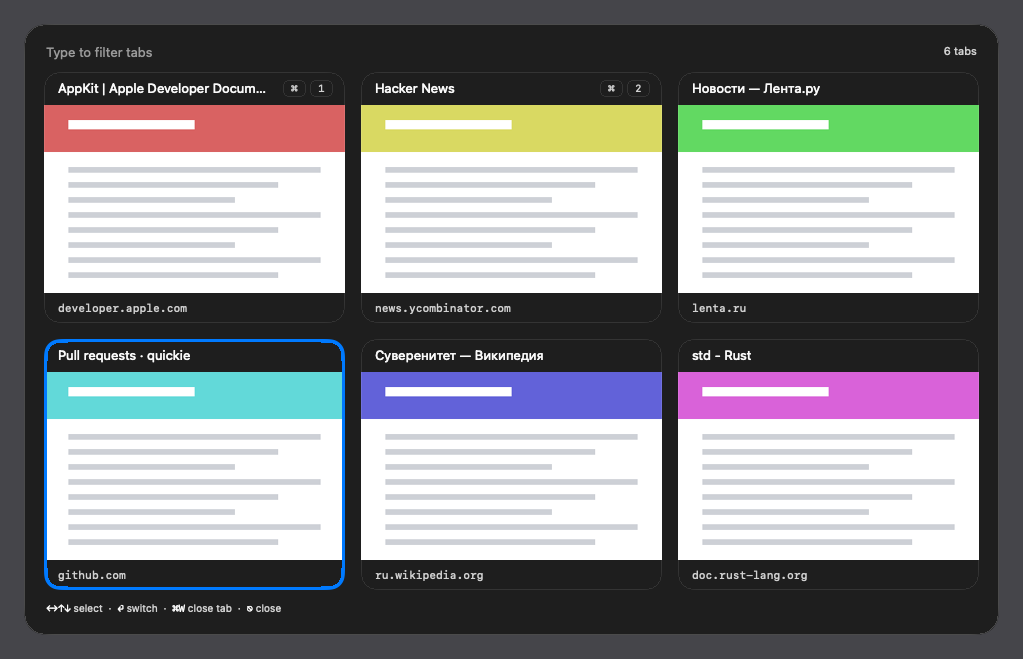 Type to filter tabs
6 tabs
AppKit | Apple Developer Docum... ⌘ 1
Hacker News ⌘ 2
Новости — Лента.ру
developer.apple.com
news.ycombinator.com
lenta.ru
Pull requests · quickie
Суверенитет — Википедия
std - Rust
github.com
ru.wikipedia.org
doc.rust-lang.org
↔↑↓ select · ↵ switch · ⌘W close tab · ⎋ close